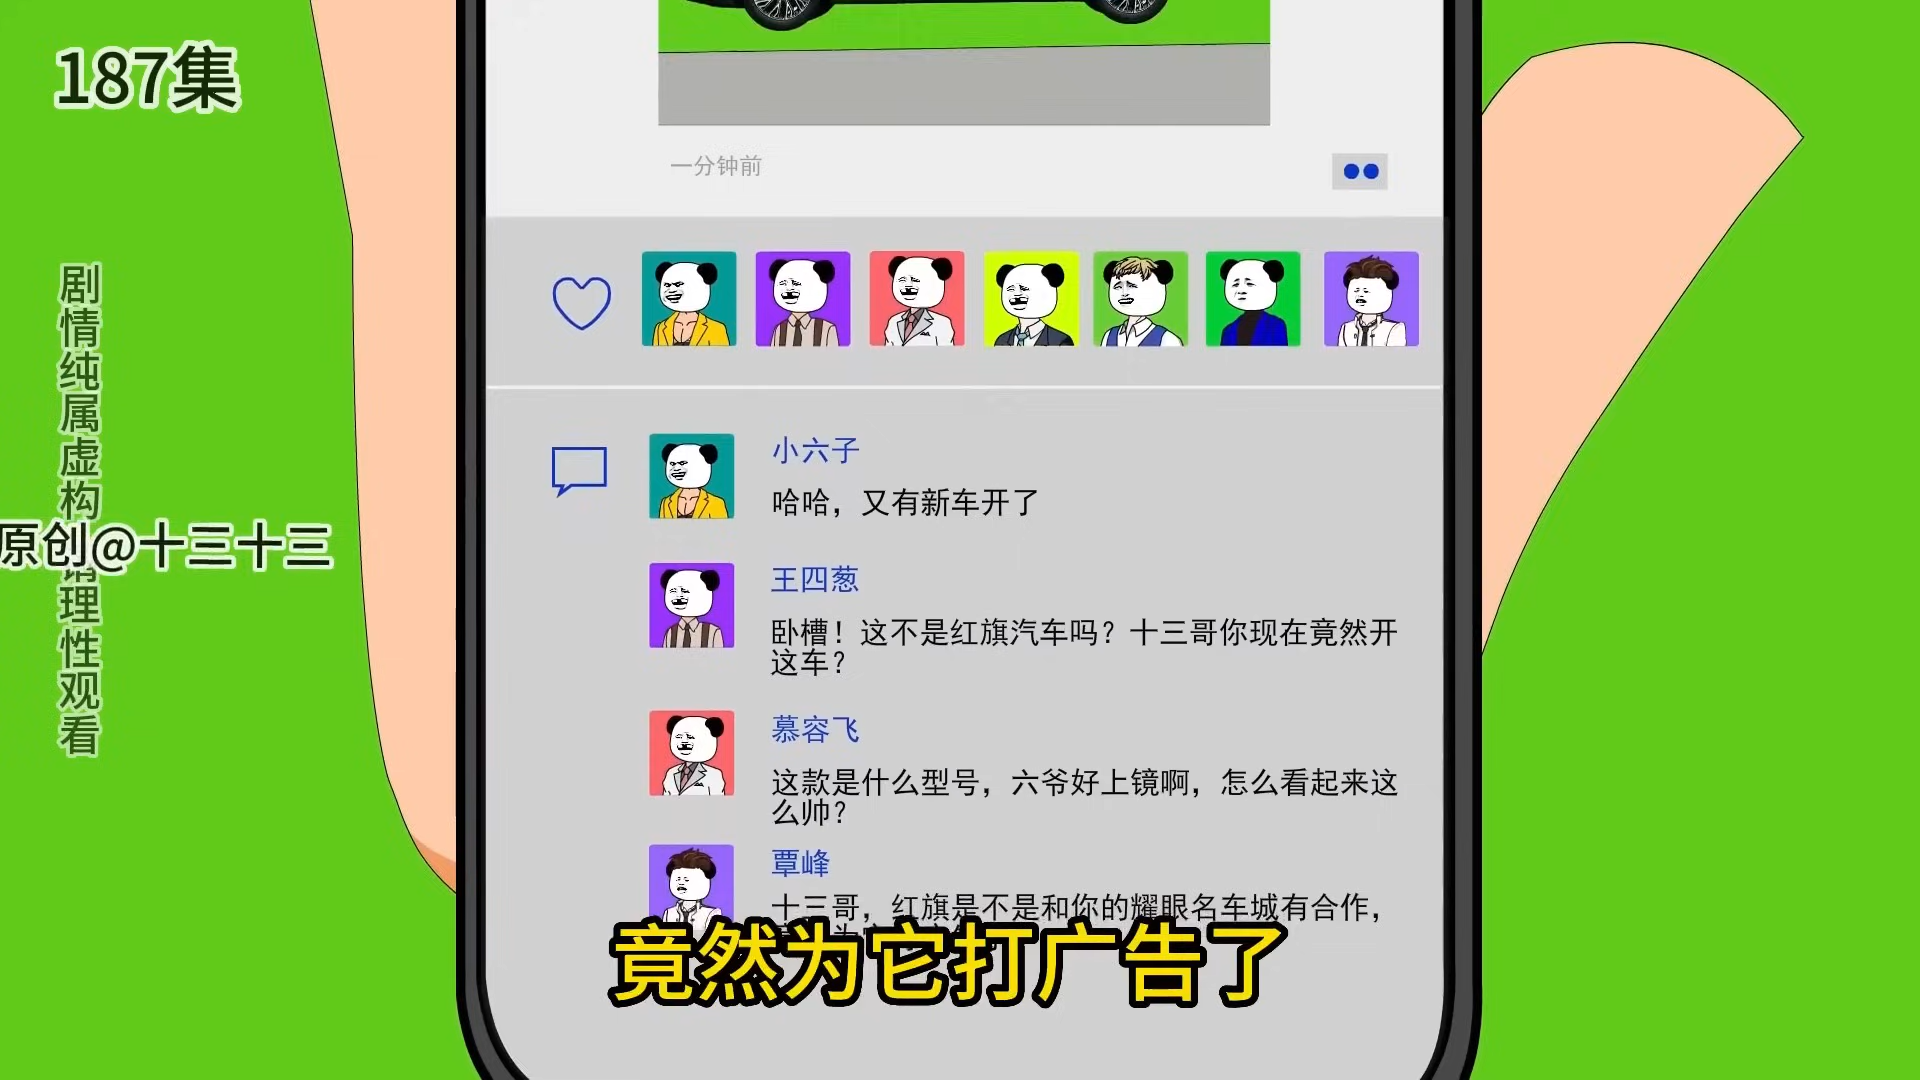 187集
一分钟前
剧情纯属虚构
理性观看
原创@十三十三
小六子
哈哈，又有新车开了
王四葱
卧槽！这不是红旗汽车吗？十三哥你现在竟然开
这车？
慕容飞
这款是什么型号，六爷好上镜啊，怎么看起来这
么帅？
覃峰
十三哥，红旗是不是和你的耀眼名车城有合作，
竟然为它打广告了